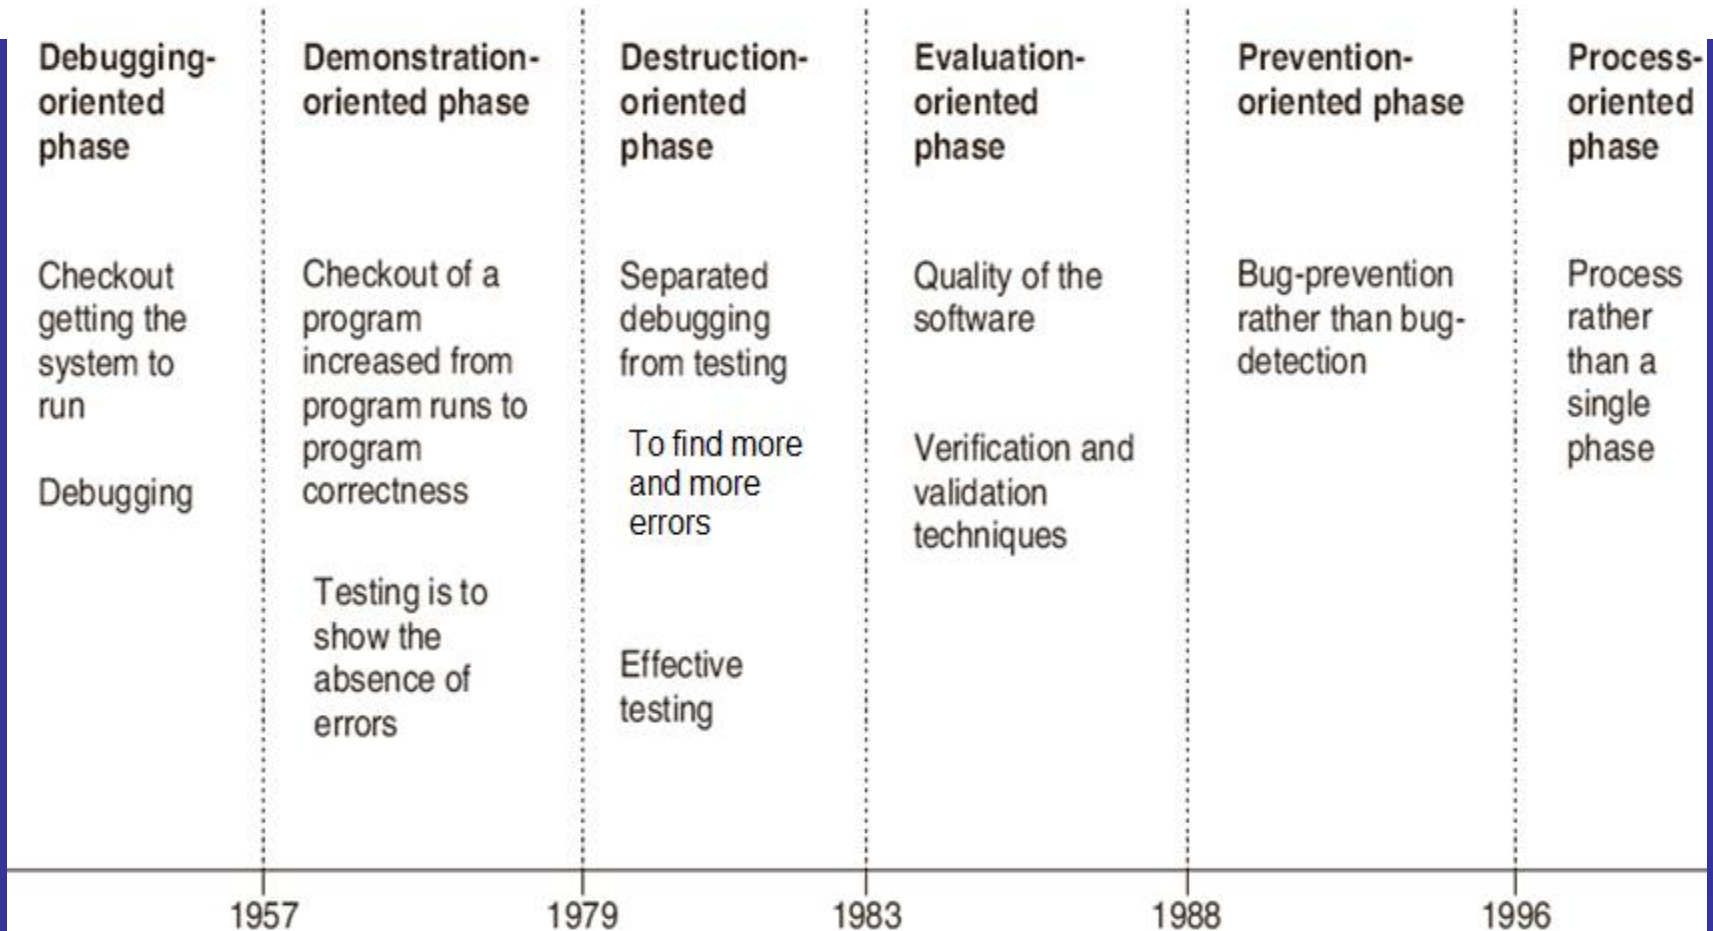 Debugging-
oriented
phase
Checkout
getting the
system to
run
Debugging
Demonstration-
oriented phase
Checkout of a
program
increased from
program runs to
program
correctness
Testing is to
show the
absence of
errors
Destruction-
oriented
phase
Separated
debugging
from testing
To find more
and more
errors
Effective
testing
Evaluation-
oriented
phase
Quality of the
software
Verification and
validation
techniques
Prevention-
oriented phase
Bug-prevention
rather than bug-
detection
Process-
oriented
phase
Process
rather
than a
single
phase
1957
1979
1983
1988
1996